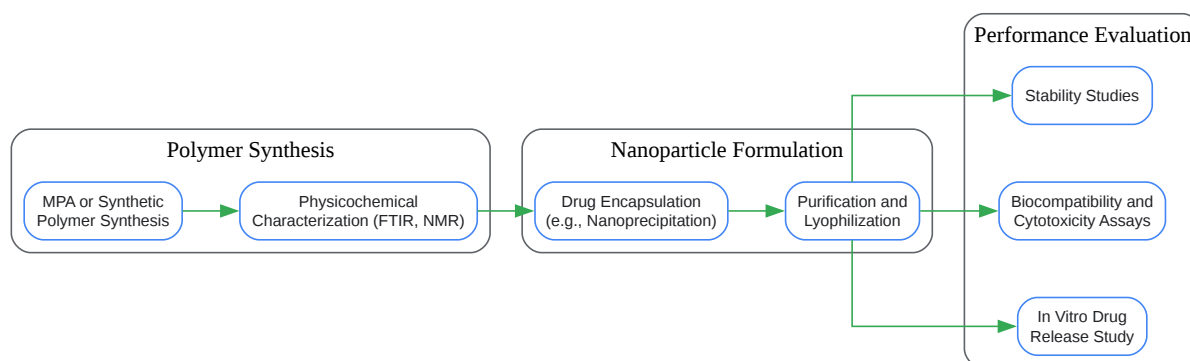 Polymer Synthesis
MPA or Synthetic
Polymer Synthesis
Physicochemical
Characterization (FTIR, NMR)
Nanoparticle Formulation
Drug Encapsulation
(e.g., Nanoprecipitation)
Purification and
Lyophilization
Performance Evaluation
Stability Studies
Biocompatibility and
Cytotoxicity Assays
In Vitro Drug
Release Study